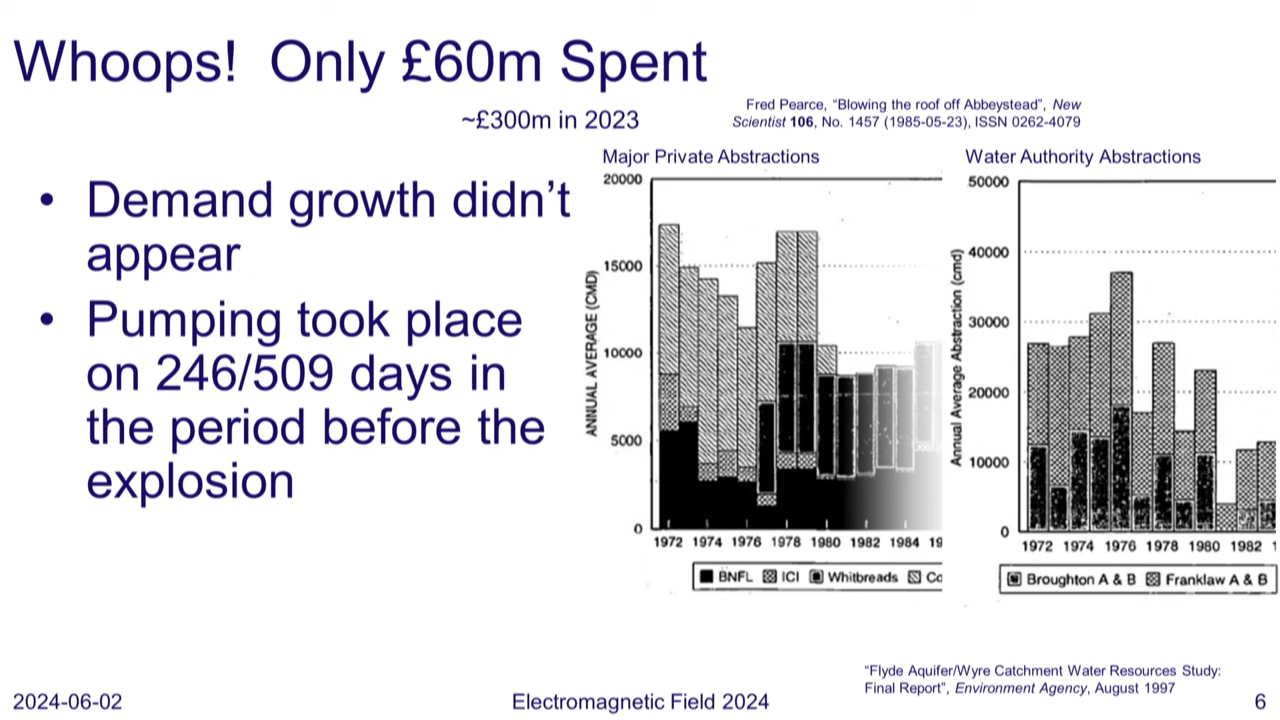 Whoops!  Only £60m Spent
~£300m in 2023
Fred Pearce, “Blowing the roof off Abbeystead”, New
Scientist 106, No. 1457 (1985-05-23), ISSN 0262-4079
• Demand growth didn’t
appear
• Pumping took place
on 246/509 days in
the period before the
explosion
Major Private Abstractions
ANNUAL AVERAGE (CMD)
20000
15000
10000
5000
0
1972 1974 1976 1978 1980 1982 1984 19
BNFL ICI Whitbreads Co
Water Authority Abstractions
Annual Average Abstraction (cmd)
50000
40000
30000
20000
10000
0
1972 1974 1976 1978 1980 1982 1
Broughton A & B Franklaw A & B
“Flyde Aquifer/Wyre Catchment Water Resources Study:
Final Report”, Environment Agency, August 1997
2024-06-02
Electromagnetic Field 2024
6